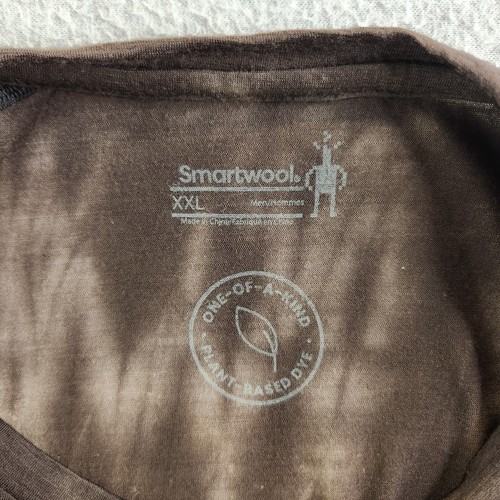 Smartwool®
XXL Men/Hommes
Made in China/Fabriqué en Chine
ONE-OF-A-KIND
• PLANT-BASED DYE •